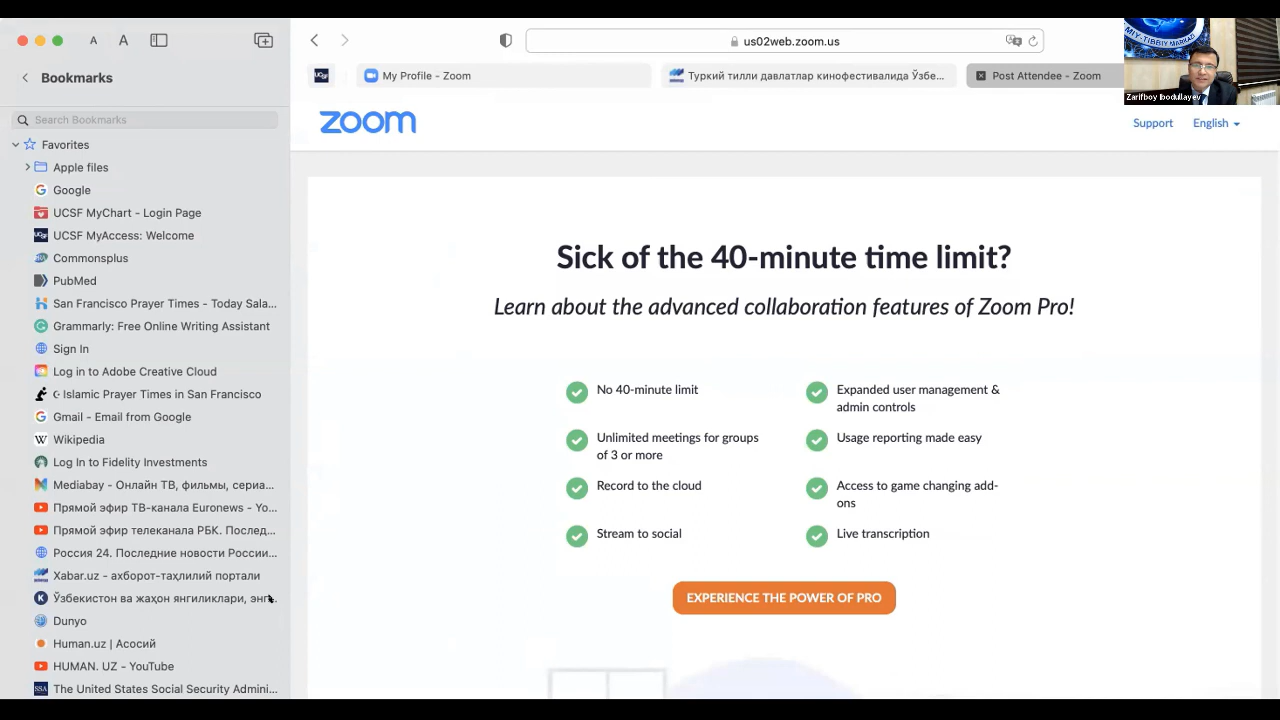 Bookmarks
Search Bookmarks
Favorites
Apple files
Google
UCSF MyChart - Login Page
UCSF MyAccess: Welcome
Commonsplus
PubMed
San Francisco Prayer Times - Today Sala...
Grammarly: Free Online Writing Assistant
Sign In
Log in to Adobe Creative Cloud
Islamic Prayer Times in San Francisco
Gmail - Email from Google
Wikipedia
Log In to Fidelity Investments
Mediabay - Онлайн ТВ, фильмы, сериа...
Прямой эфир ТВ-канала Euronews - Yo...
Прямой эфир телеканала РБК. Послед...
Россия 24. Последние новости России...
Xabar.uz - ахборот-таҳлилий портали
Ўзбекистон ва жаҳон янгиликлари, энг...
Dunyo
Human.uz | Асосий
HUMAN. UZ - YouTube
The United States Social Security Admini...
A A
us02web.zoom.us
UCSF
My Profile - Zoom
Туркий тилли давлатлар кинофестивалида Ўзбе...
Post Attendee - Zoom
MIY-TIBBIY MARKAZ
Zarifboy Ibodullayev
zoom
Support
English
Sick of the 40-minute time limit?
Learn about the advanced collaboration features of Zoom Pro!
No 40-minute limit
Unlimited meetings for groups
of 3 or more
Record to the cloud
Stream to social
Expanded user management &
admin controls
Usage reporting made easy
Access to game changing add-
ons
Live transcription
EXPERIENCE THE POWER OF PRO